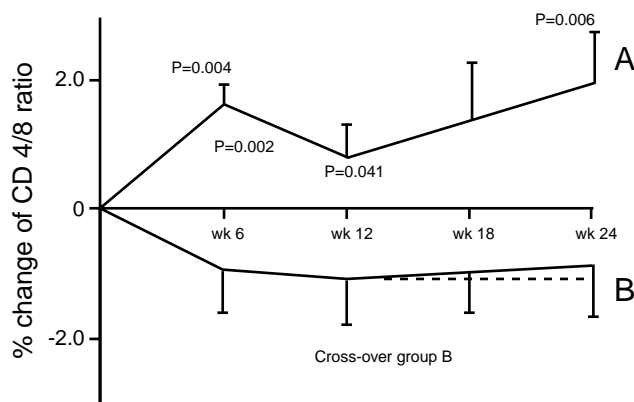 P=0.006
A
2.0
P=0.004
P=0.002
P=0.041
% change of CD 4/8 ratio
0
wk 6
wk 12
wk 18
wk 24
B
-2.0
Cross-over group B